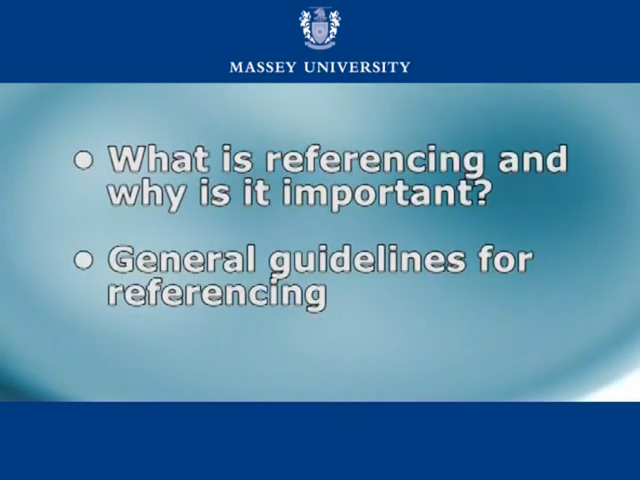 MASSEY UNIVERSITY
• What is referencing and
why is it important?
• General guidelines for
referencing